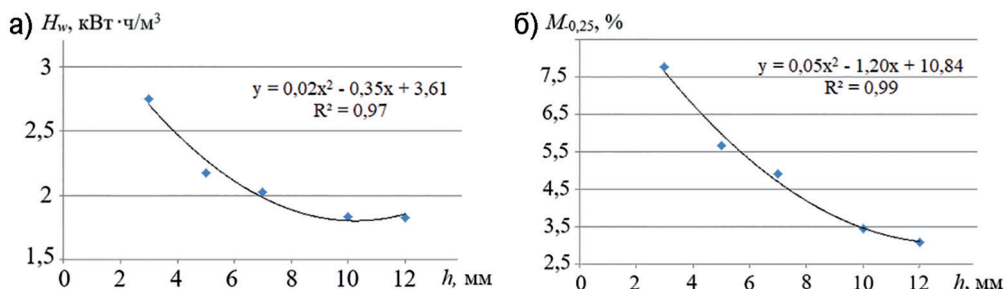 а) H_w, кВт·ч/м³
3
2,5
2
1,5
y = 0,02x² - 0,35x + 3,61
R² = 0,97
0 2 4 6 8 10 12 h, мм
б) M_-0,25, %
7,5
6,5
5,5
4,5
3,5
2,5
y = 0,05x² - 1,20x + 10,84
R² = 0,99
0 2 4 6 8 10 12 h, мм